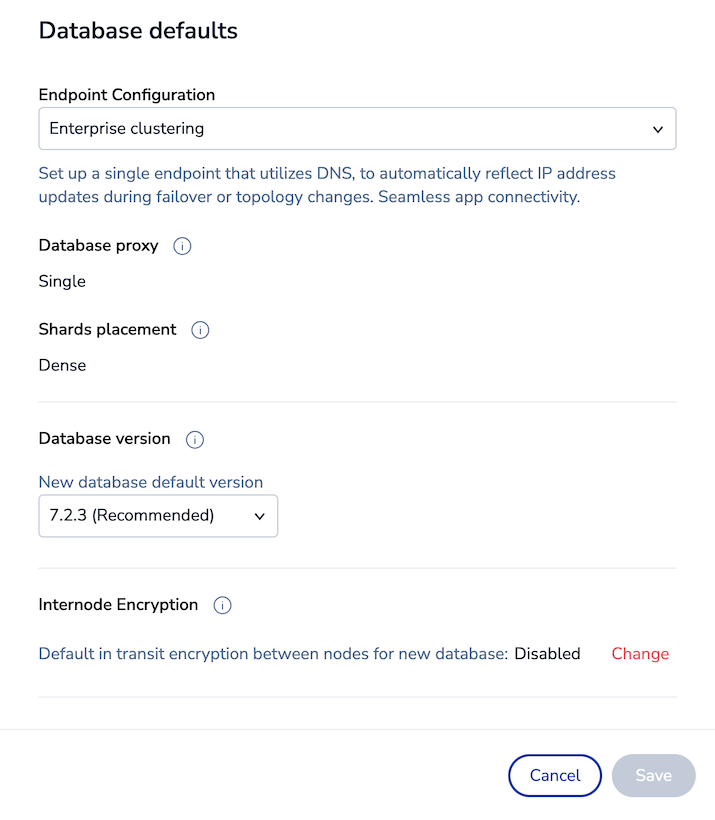 Database defaults
Endpoint Configuration
Enterprise clustering
Set up a single endpoint that utilizes DNS, to automatically reflect IP address
updates during failover or topology changes. Seamless app connectivity.
Database proxy
Single
Shards placement
Dense
Database version
New database default version
7.2.3 (Recommended)
Internode Encryption
Default in transit encryption between nodes for new database: Disabled Change
Cancel Save